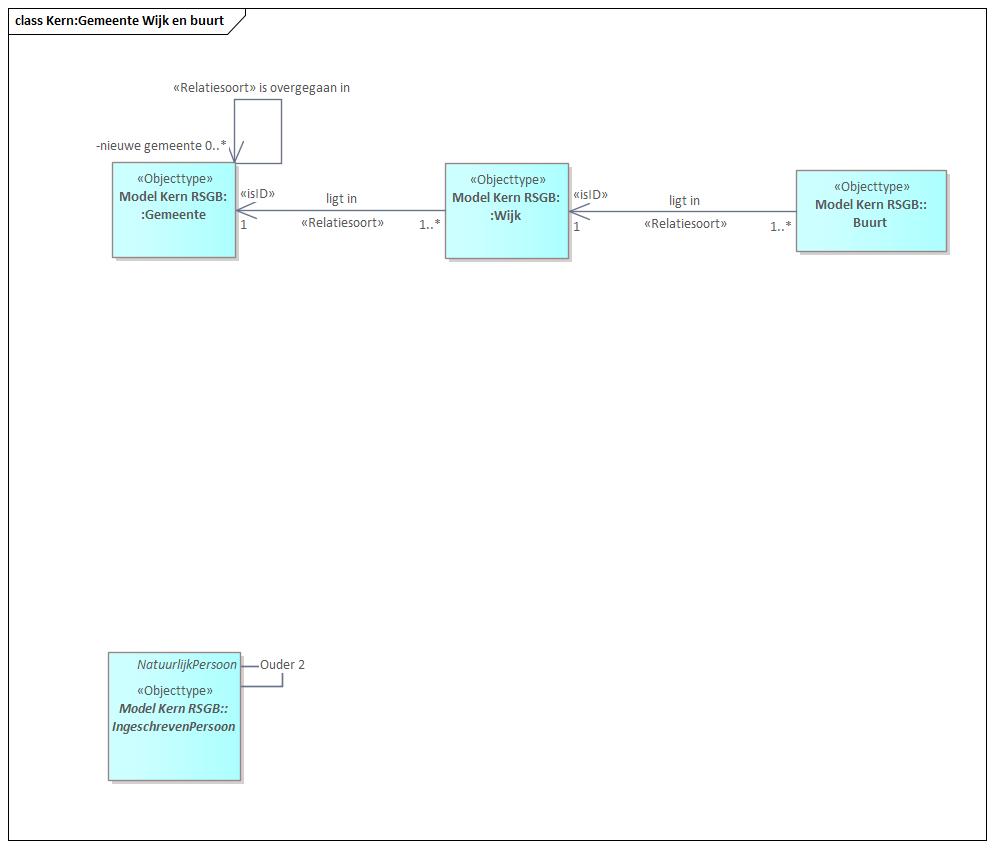 class Kern:Gemeente Wijk en buurt
«Relatiesoort» is overgegaan in
-nieuwe gemeente 0..*
«Objecttype»
Model Kern RSGB:
:Gemeente
«isID»
1
ligt in
«Relatiesoort»
1..*
«Objecttype»
Model Kern RSGB:
:Wijk
«isID»
1
ligt in
«Relatiesoort»
1..*
«Objecttype»
Model Kern RSGB::
Buurt
NatuurlijkPersoon
Ouder 2
«Objecttype»
Model Kern RSGB::
IngeschrevenPersoon